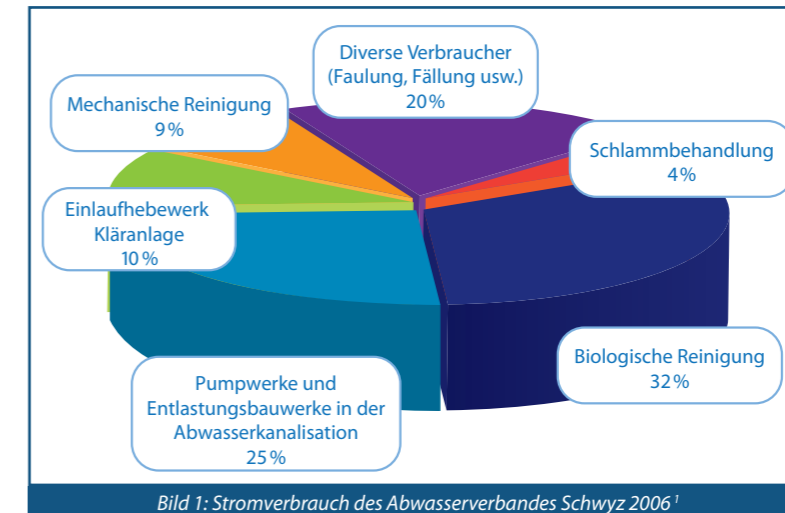 Diverse Verbraucher
(Faulung, Fällung usw.)
20 %
Mechanische Reinigung
9 %
Schlammbehandlung
4 %
Einlaufhebewerk
Kläranlage
10 %
Biologische Reinigung
32 %
Pumpwerke und
Entlastungsbauwerke in der
Abwasserkanalisation
25 %
Bild 1: Stromverbrauch des Abwasserverbandes Schwyz 2006 ¹